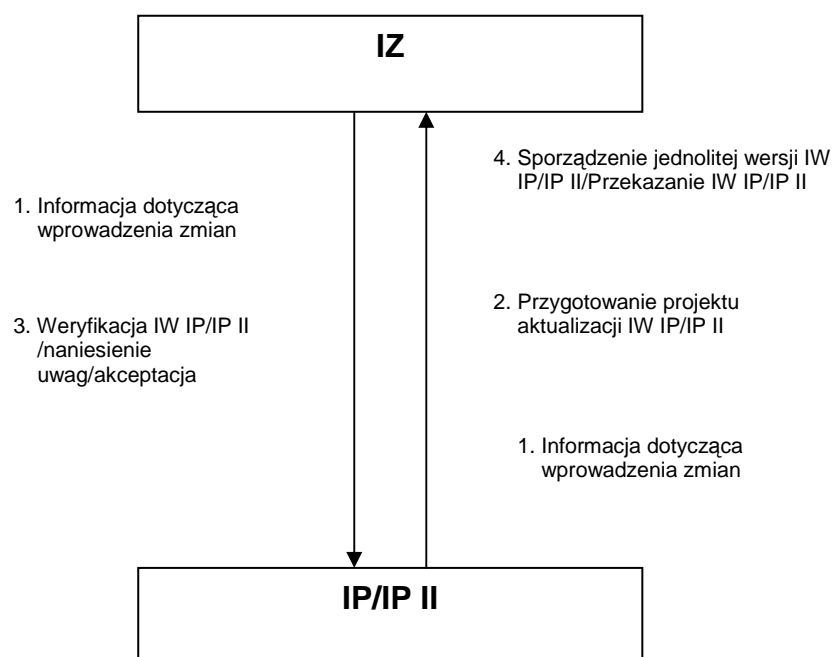 IZ
4. Sporządzenie jednolitej wersji IW
IP/IP II/Przekazanie IW IP/IP II
1. Informacja dotycząca
wprowadzenia zmian
2. Przygotowanie projektu
aktualizacji IW IP/IP II
3. Weryfikacja IW IP/IP II
/naniesienie
uwag/akceptacja
1. Informacja dotycząca
wprowadzenia zmian
IP/IP II